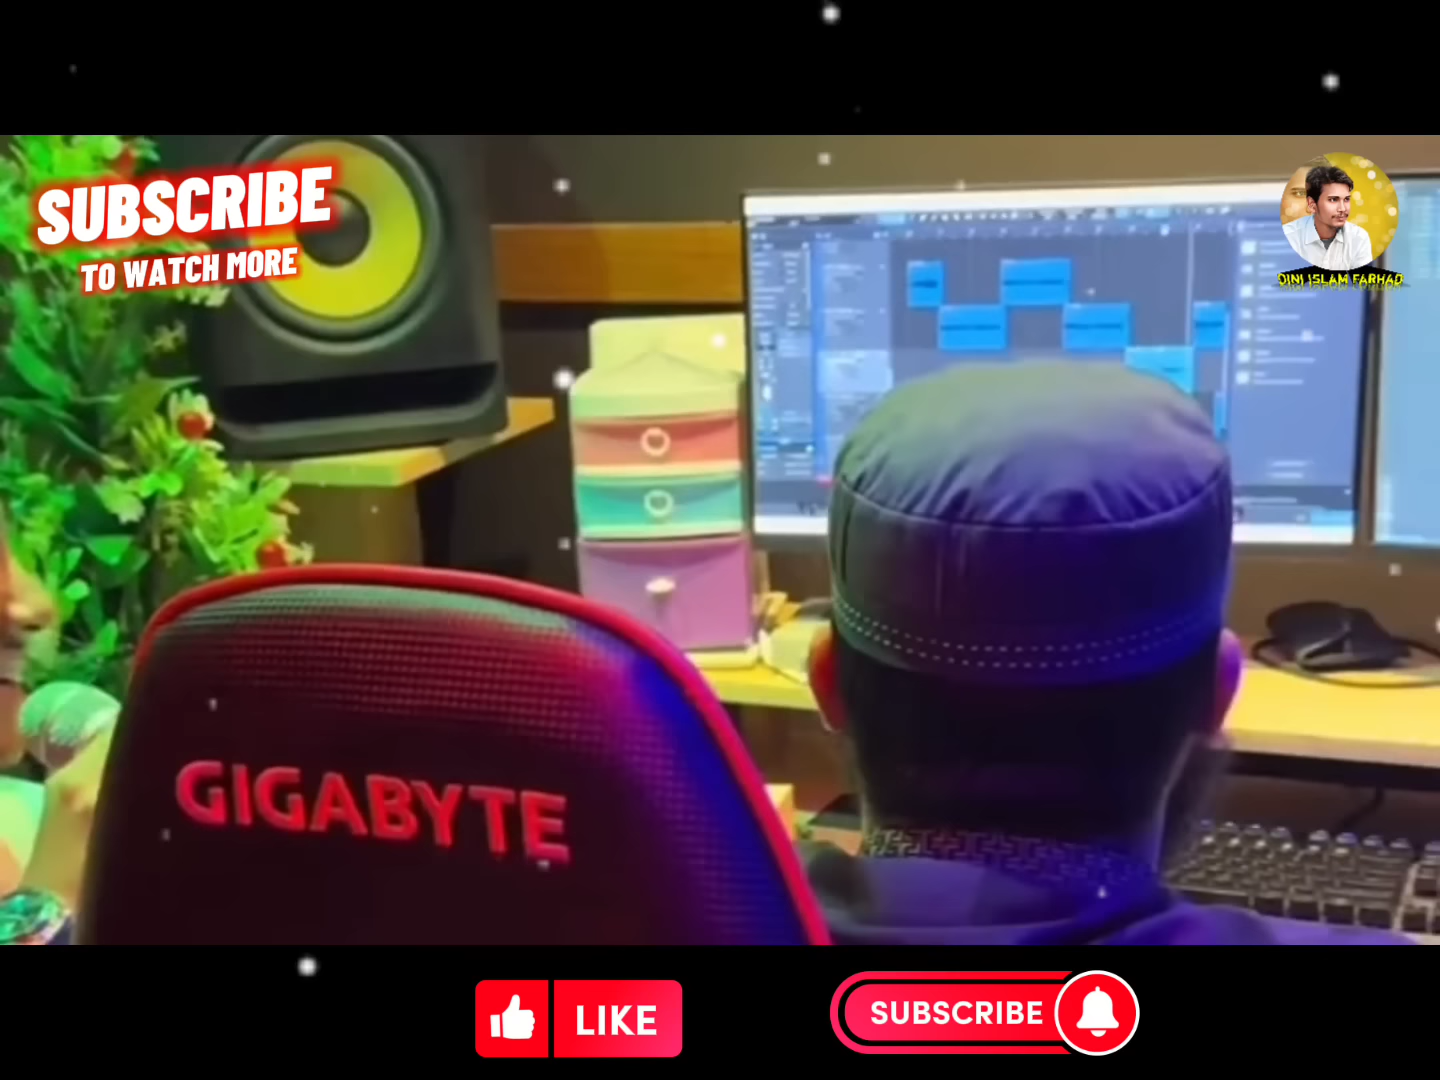 SUBSCRIBE
TO WATCH MORE
DINI ISLAM FARHAD
GIGABYTE
LIKE
SUBSCRIBE